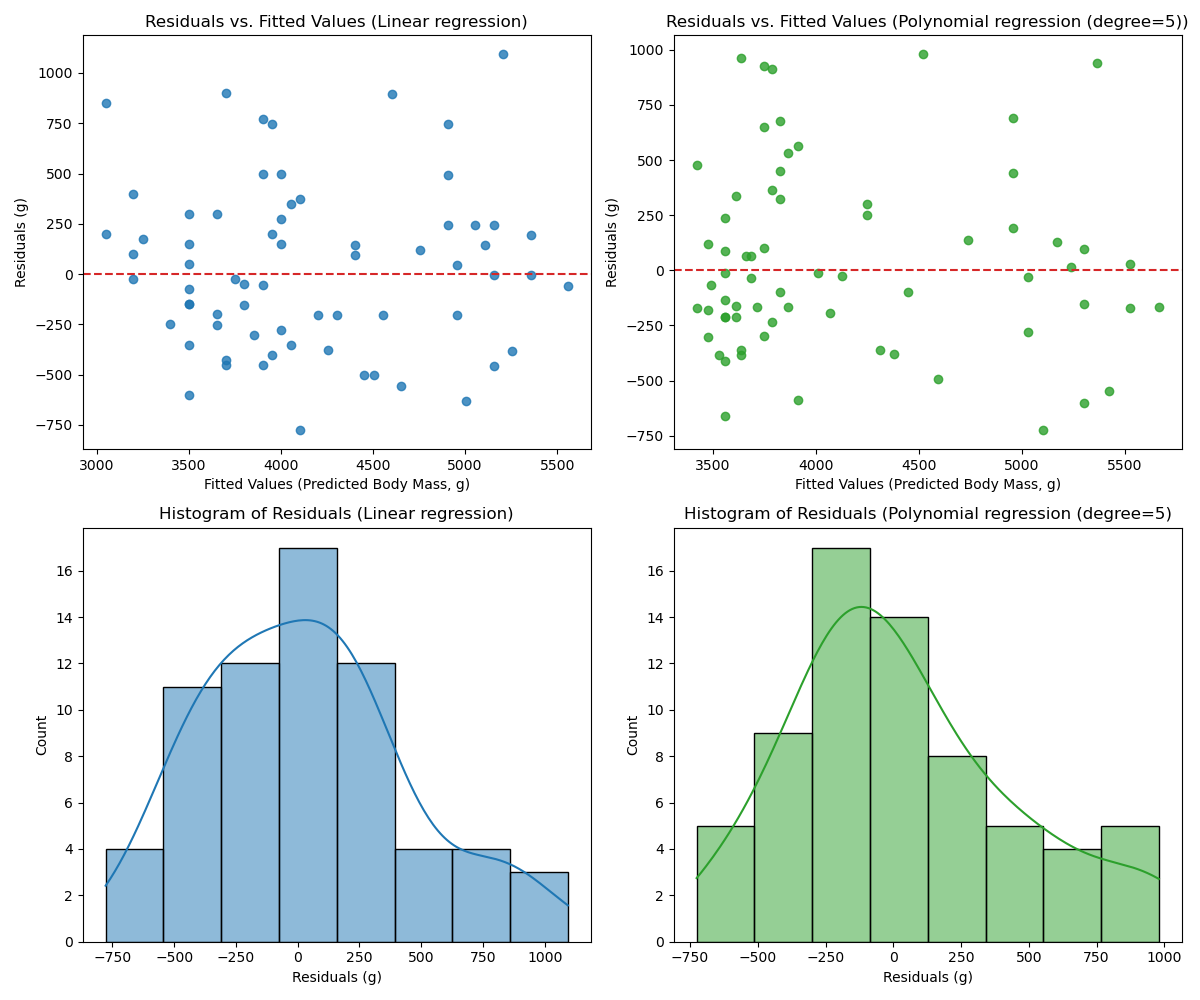 Residuals vs. Fitted Values (Linear regression)
1000
750
500
250
0
−250
−500
−750
Residuals (g)
3000 3500 4000 4500 5000 5500
Fitted Values (Predicted Body Mass, g)
Residuals vs. Fitted Values (Polynomial regression (degree=5))
1000
750
500
250
0
−250
−500
−750
Residuals (g)
3500 4000 4500 5000 5500
Fitted Values (Predicted Body Mass, g)
Histogram of Residuals (Linear regression)
16
14
12
10
8
6
4
2
0
Count
−750 −500 −250 0 250 500 750 1000
Residuals (g)
Histogram of Residuals (Polynomial regression (degree=5)
16
14
12
10
8
6
4
2
0
Count
−750 −500 −250 0 250 500 750 1000
Residuals (g)